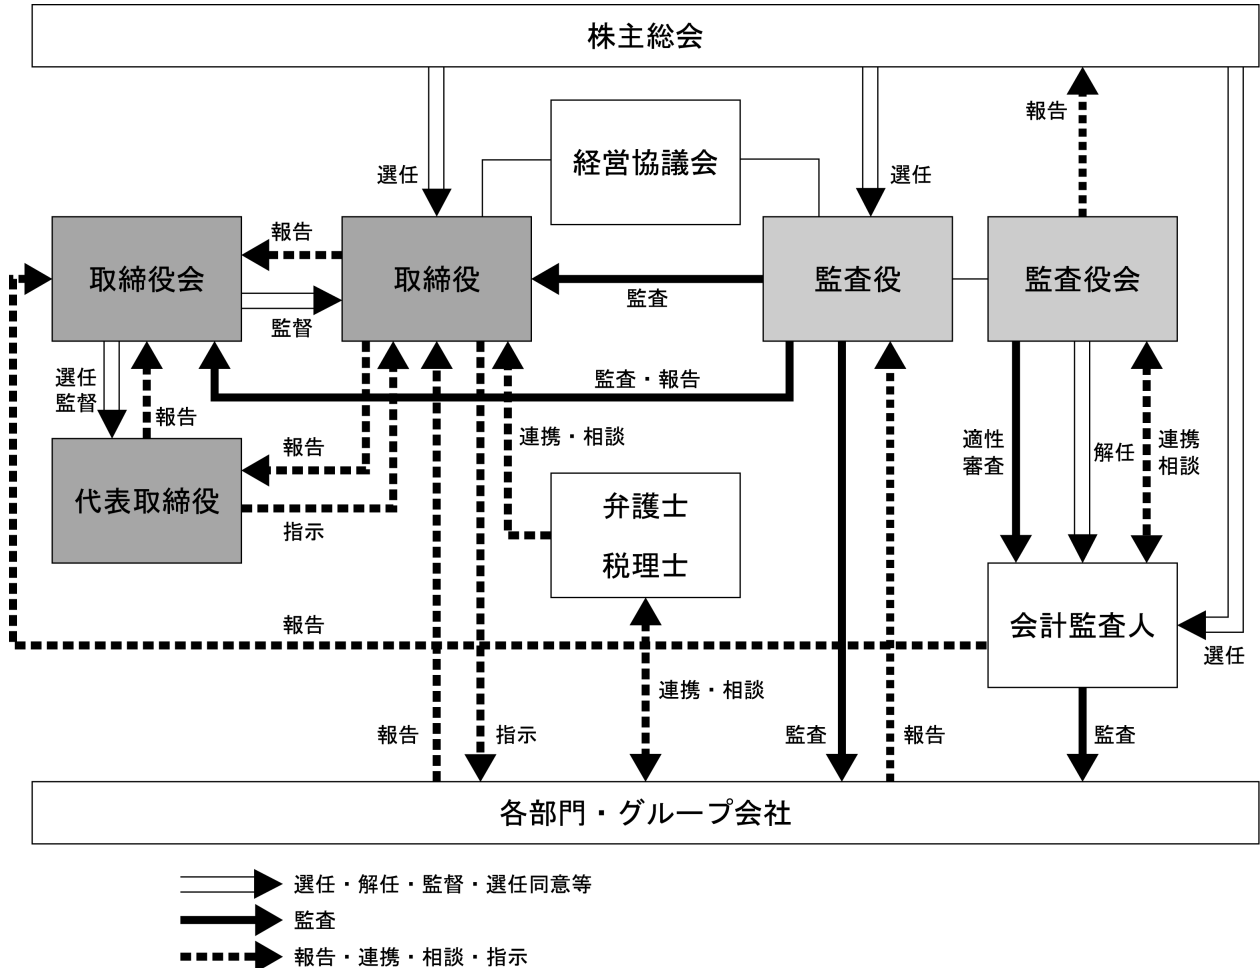 株主総会
報告
経営協議会
選任
選任
報告
取締役会
取締役
監査役
監査役会
監査
監督
選任
監督
報告
監査・報告
報告
連携・相談
適性
審査
解任
連携
相談
代表取締役
弁護士
税理士
指示
報告
会計監査人
選任
連携・相談
報告
指示
監査
報告
監査
各部門・グループ会社
選任・解任・監督・選任同意等
監査
報告・連携・相談・指示